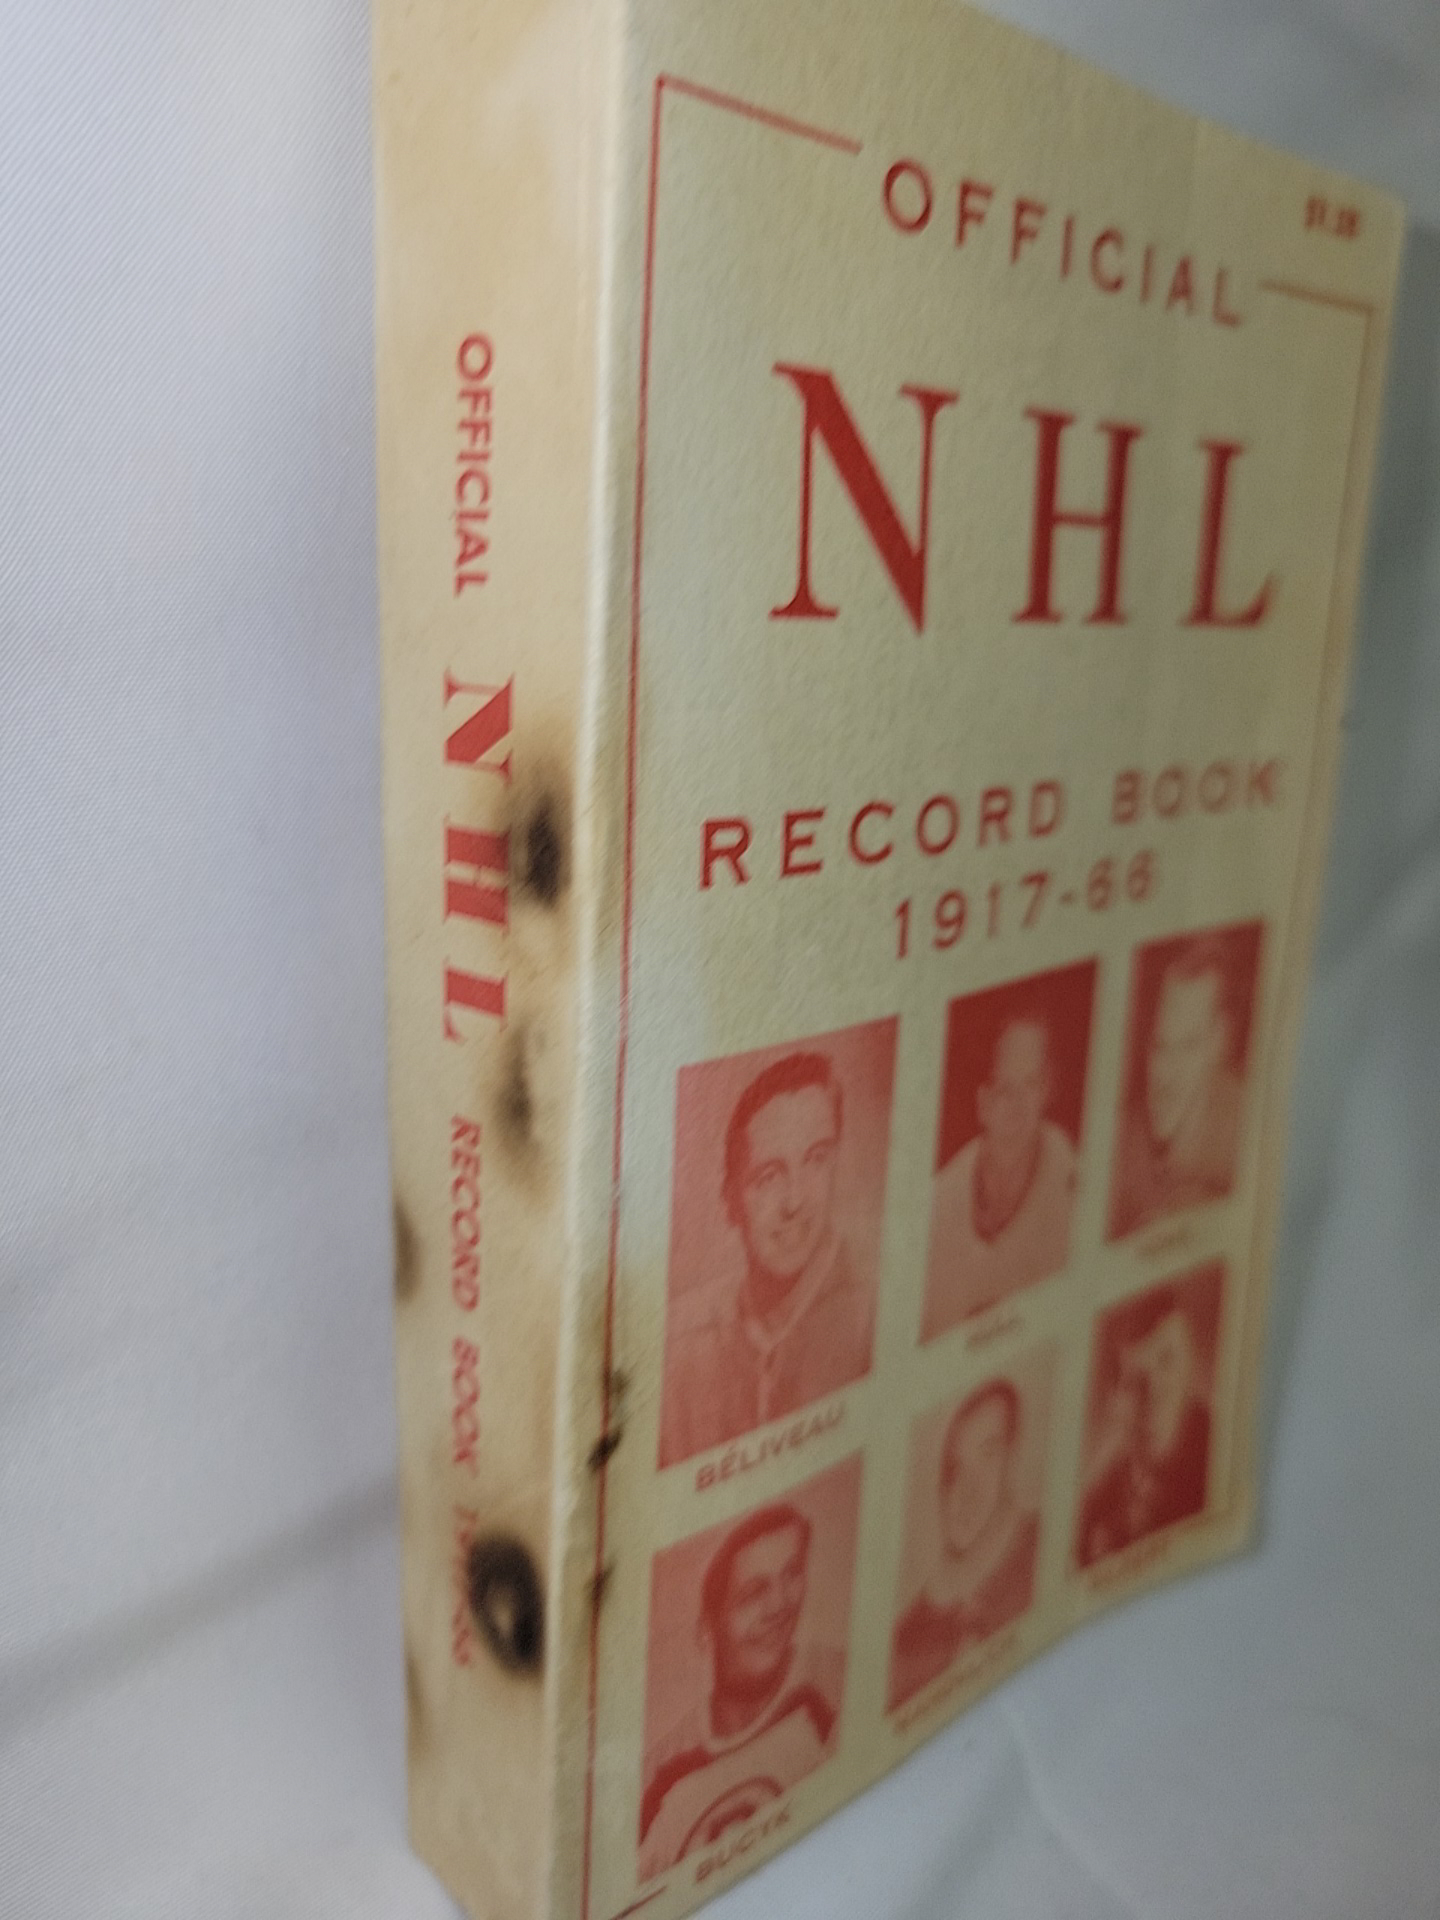 OFFICIAL NHL RECORD BOOK
OFFICIAL
NHL
RECORD BOOK
1917-66
BÉLIVEAU
BUCYK